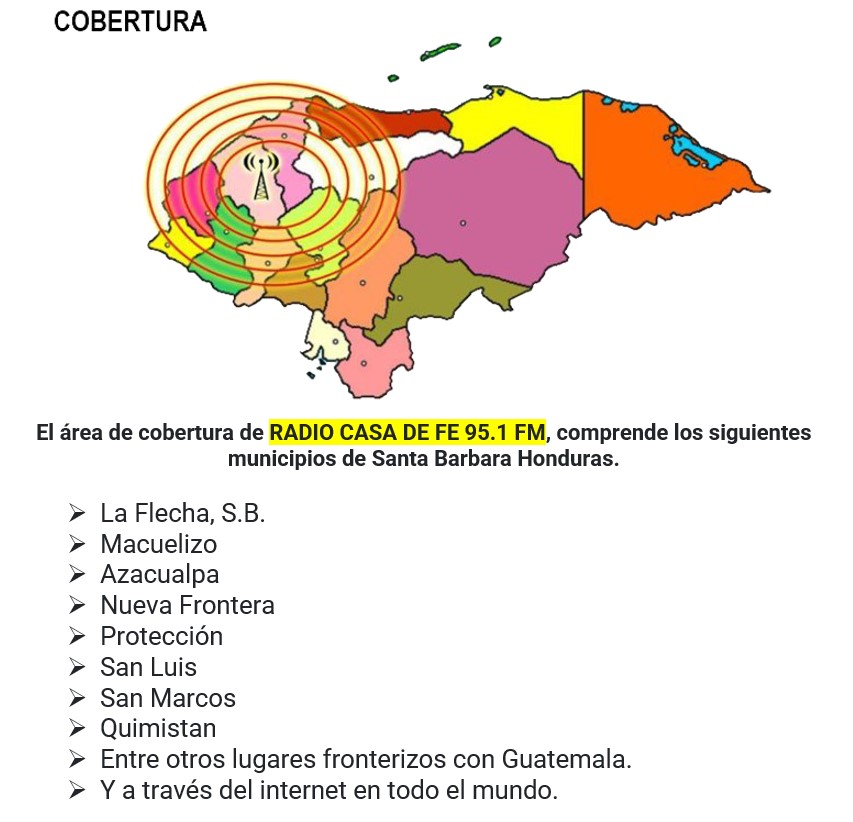 COBERTURA
El área de cobertura de RADIO CASA DE FE 95.1 FM, comprende los siguientes
municipios de Santa Barbara Honduras.
➢ La Flecha, S.B.
➢ Macuelizo
➢ Azacualpa
➢ Nueva Frontera
➢ Protección
➢ San Luis
➢ San Marcos
➢ Quimistan
➢ Entre otros lugares fronterizos con Guatemala.
➢ Y a través del internet en todo el mundo.